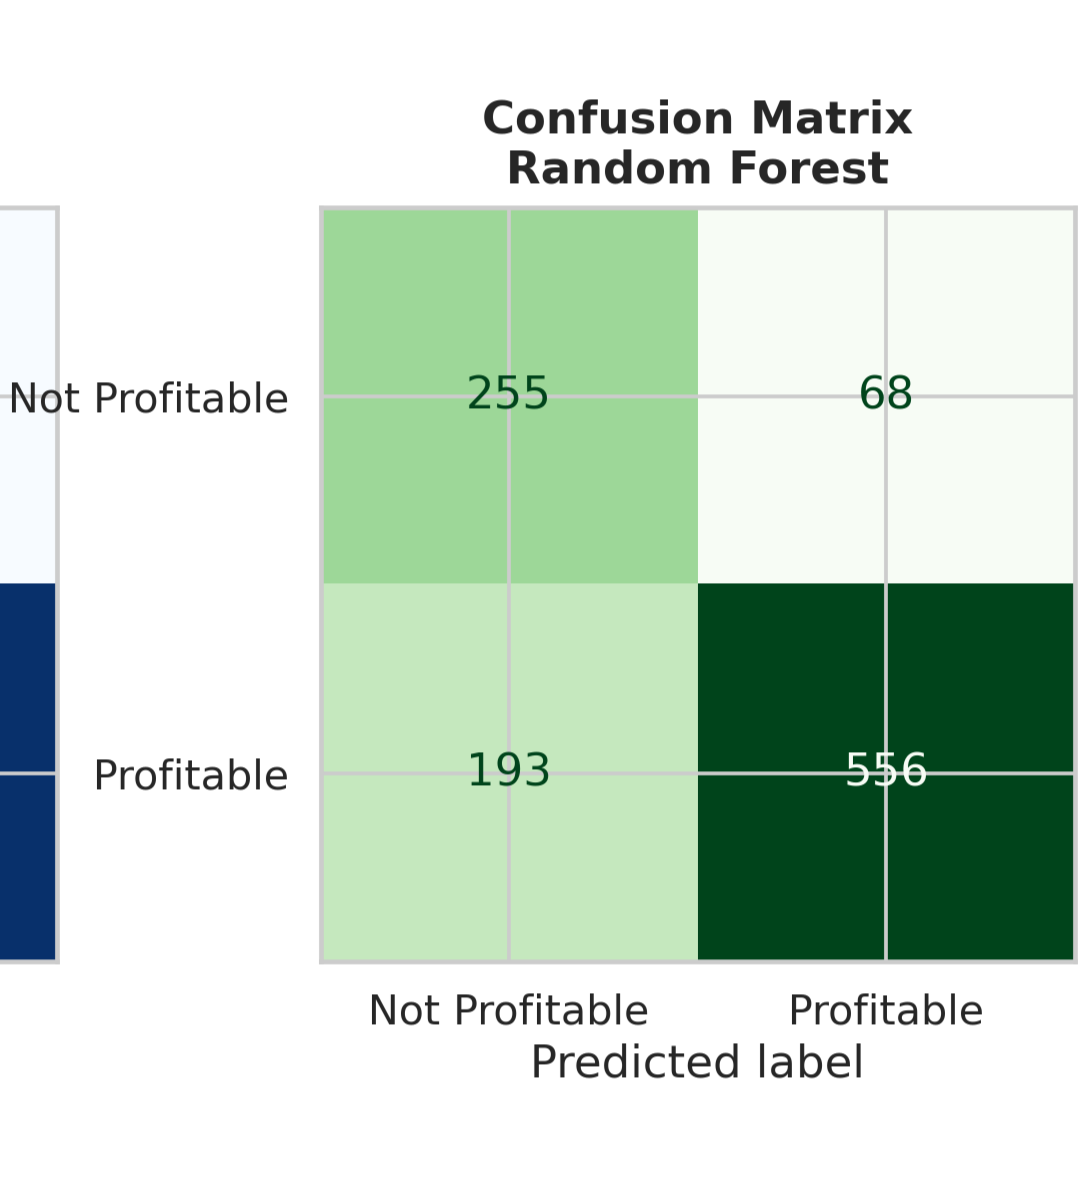 Confusion Matrix
Random Forest
Not Profitable
255
68
Profitable
193
556
Not Profitable
Profitable
Predicted label